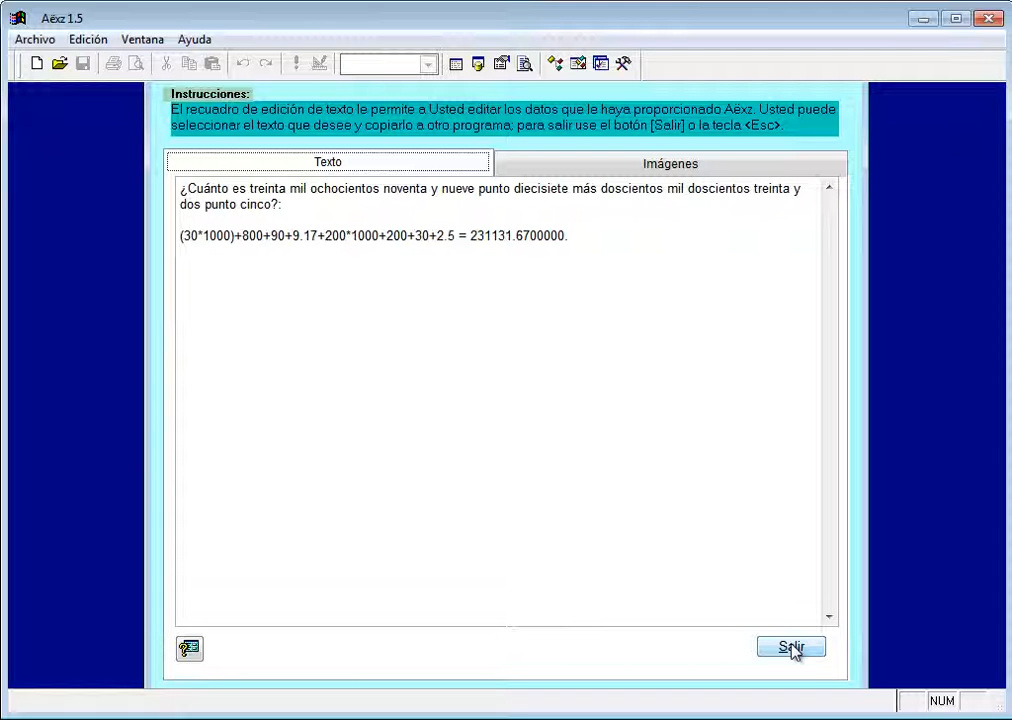 Aëxz 1.5
Archivo Edición Ventana Ayuda
Instrucciones:
El recuadro de edición de texto le permite a Usted editar los datos que le haya proporcionado Aëxz. Usted puede
seleccionar el texto que desee y copiarlo a otro programa; para salir use el botón [Salir] o la tecla <Esc>.
Texto Imágenes
¿Cuánto es treinta mil ochocientos noventa y nueve punto diecisiete más doscientos mil doscientos treinta y
dos punto cinco?:
(30*1000)+800+90+9.17+200*1000+200+30+2.5 = 231131.6700000.
Salir
NUM